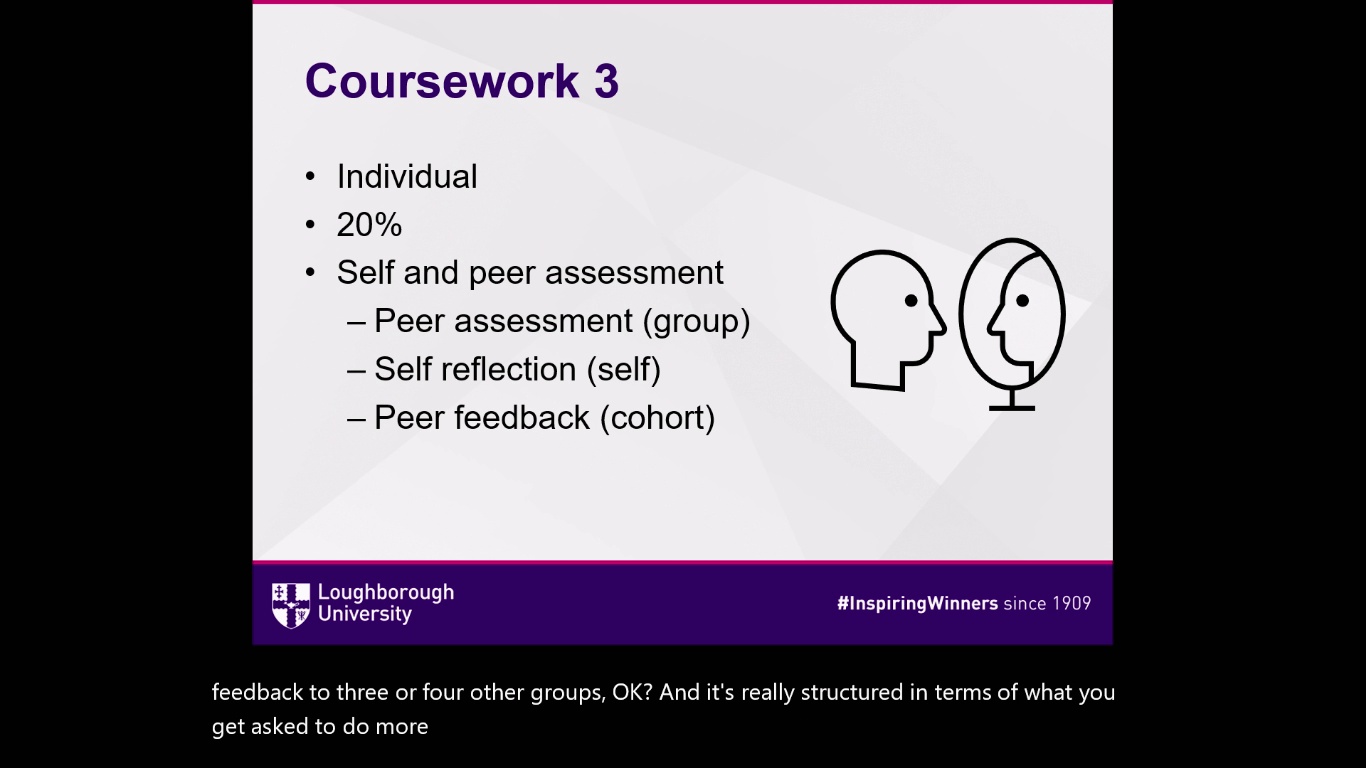 Coursework 3
• Individual
• 20%
• Self and peer assessment
– Peer assessment (group)
– Self reflection (self)
– Peer feedback (cohort)
Loughborough
University
#InspiringWinners since 1909
feedback to three or four other groups, OK? And it's really structured in terms of what you
get asked to do more